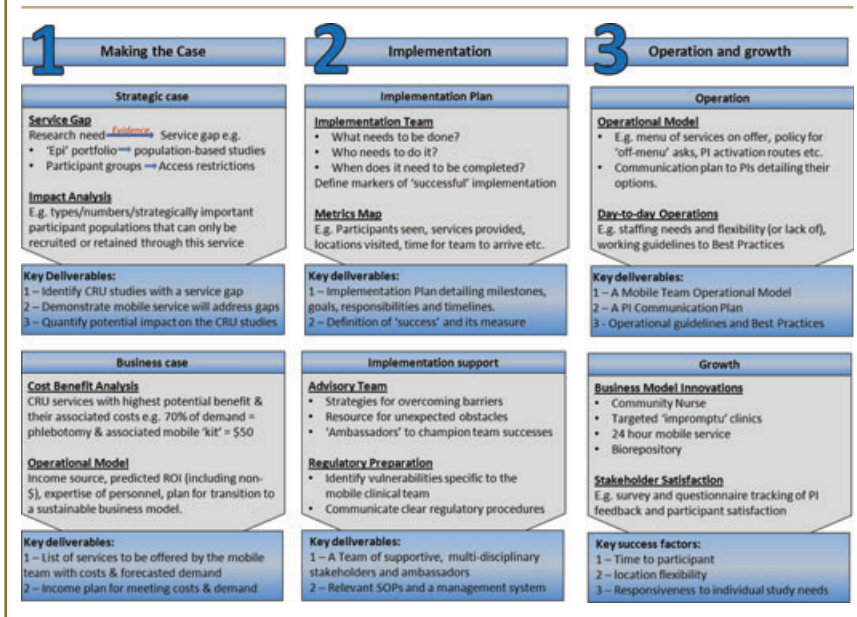 1 Making the Case
Strategic case
Service Gap
Research need Evidence Service gap e.g.
• 'Epi' portfolio ➔ population-based studies
• Participant groups ➔ Access restrictions
Impact Analysis
E.g. types/numbers/strategically important
participant populations that can only be
recruited or retained through this service
Key Deliverables:
1 – Identify CRU studies with a service gap
2 – Demonstrate mobile service will address gaps
3 – Quantify potential impact on the CRU studies
Business case
Cost Benefit Analysis
CRU services with highest potential benefit &
their associated costs e.g. 70% of demand =
phlebotomy & associated mobile 'kit' = $50
Operational Model
Income source, predicted ROI (including non-
$), expertise of personnel, plan for transition to
a sustainable business model.
Key deliverables:
1 – List of services to be offered by the mobile
team with costs & forecasted demand
2 – Income plan for meeting costs & demand
2 Implementation
Implementation Plan
Implementation Team
• What needs to be done?
• Who needs to do it?
• When does it need to be completed?
Define markers of 'successful' implementation
Metrics Map
E.g. Participants seen, services provided,
locations visited, time for team to arrive etc.
Key deliverables:
1 – Implementation Plan detailing milestones,
goals, responsibilities and timelines.
2 – Definition of 'success' and its measure
Implementation support
Advisory Team
• Strategies for overcoming barriers
• Resource for unexpected obstacles
• 'Ambassadors' to champion team successes
Regulatory Preparation
• Identify vulnerabilities specific to the
mobile clinical team
• Communicate clear regulatory procedures
Key deliverables:
1 – A Team of supportive, multi-disciplinary
stakeholders and ambassadors
2 – Relevant SOPs and a management system
3 Operation and growth
Operation
Operational Model
• E.g. menu of services on offer, policy for
'off-menu' asks, PI activation routes etc.
• Communication plan to PIs detailing their
options.
Day-to-day Operations
E.g. staffing needs and flexibility (or lack of),
working guidelines to Best Practices
Key deliverables:
1 – A Mobile Team Operational Model
2 – A PI Communication Plan
3 - Operational guidelines and Best Practices
Growth
Business Model Innovations
• Community Nurse
• Targeted 'impromptu' clinics
• 24 hour mobile service
• Biorepository
Stakeholder Satisfaction
E.g. survey and questionnaire tracking of PI
feedback and participant satisfaction
Key success factors:
1 – Time to participant
2 – location flexibility
3 – Responsiveness to individual study needs